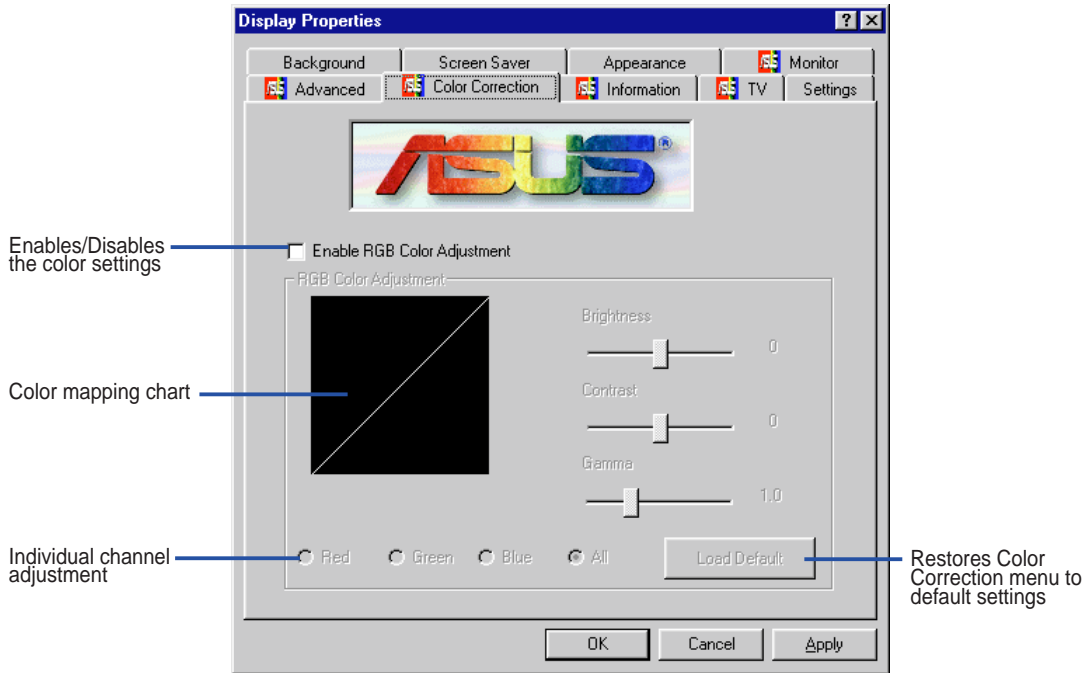 Display Properties
Background Screen Saver Appearance Monitor
Advanced Color Correction Information TV Settings
ASUS®
Enables/Disables
the color settings
Enable RGB Color Adjustment
RGB Color Adjustment
Brightness
0
Color mapping chart
Contrast
0
Gamma
1.0
Individual channel
adjustment
Red Green Blue All Load Default
Restores Color
Correction menu to
default settings
OK Cancel Apply